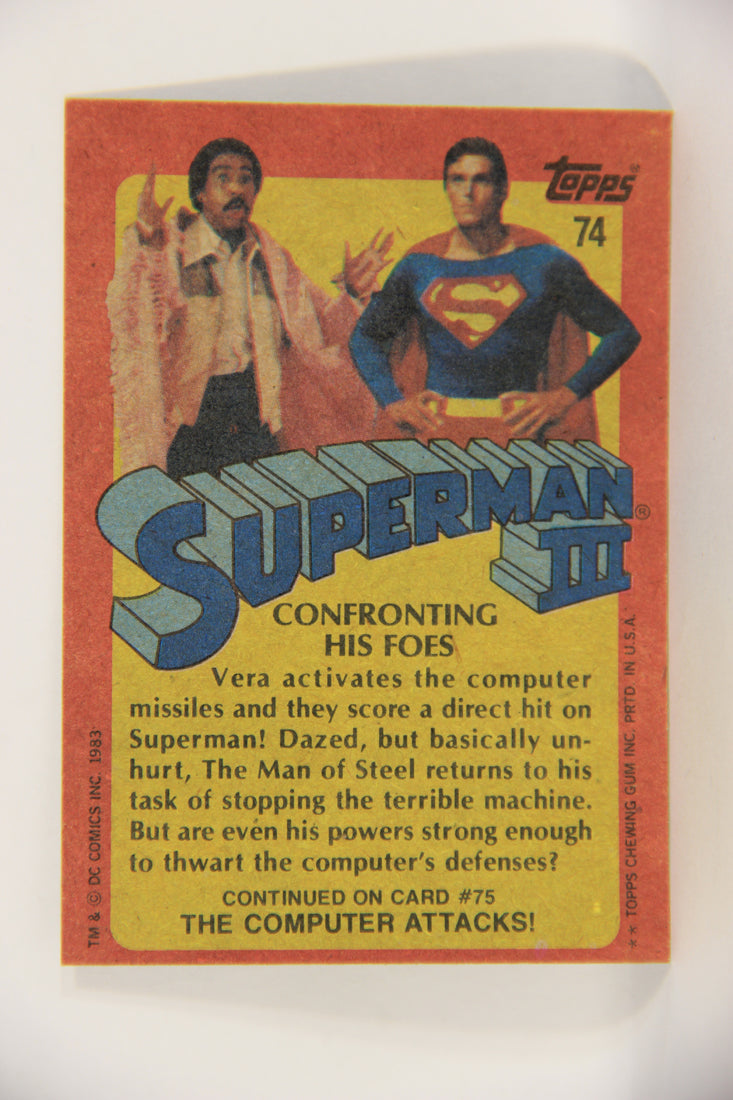 topps®
74
S
SUPERMAN®
III
CONFRONTING
HIS FOES
Vera activates the computer
missiles and they score a direct hit on
Superman! Dazed, but basically un-
hurt, The Man of Steel returns to his
task of stopping the terrible machine.
But are even his powers strong enough
to thwart the computer's defenses?
CONTINUED ON CARD #75
THE COMPUTER ATTACKS!
TM & © DC COMICS INC. 1983
** TOPPS CHEWING GUM INC. PRTD. IN U.S.A.